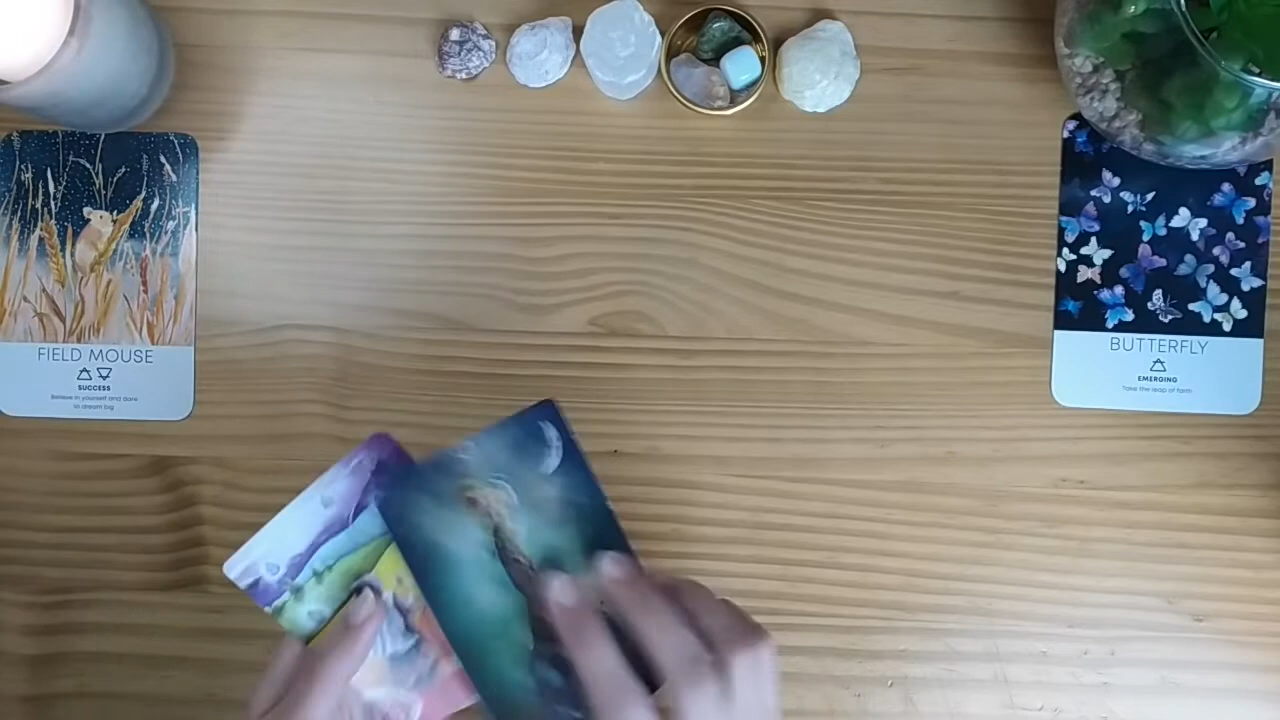 FIELD MOUSE
SUCCESS
Believe in yourself and dare
to dream big
BUTTERFLY
EMERGING
Take the leap of faith